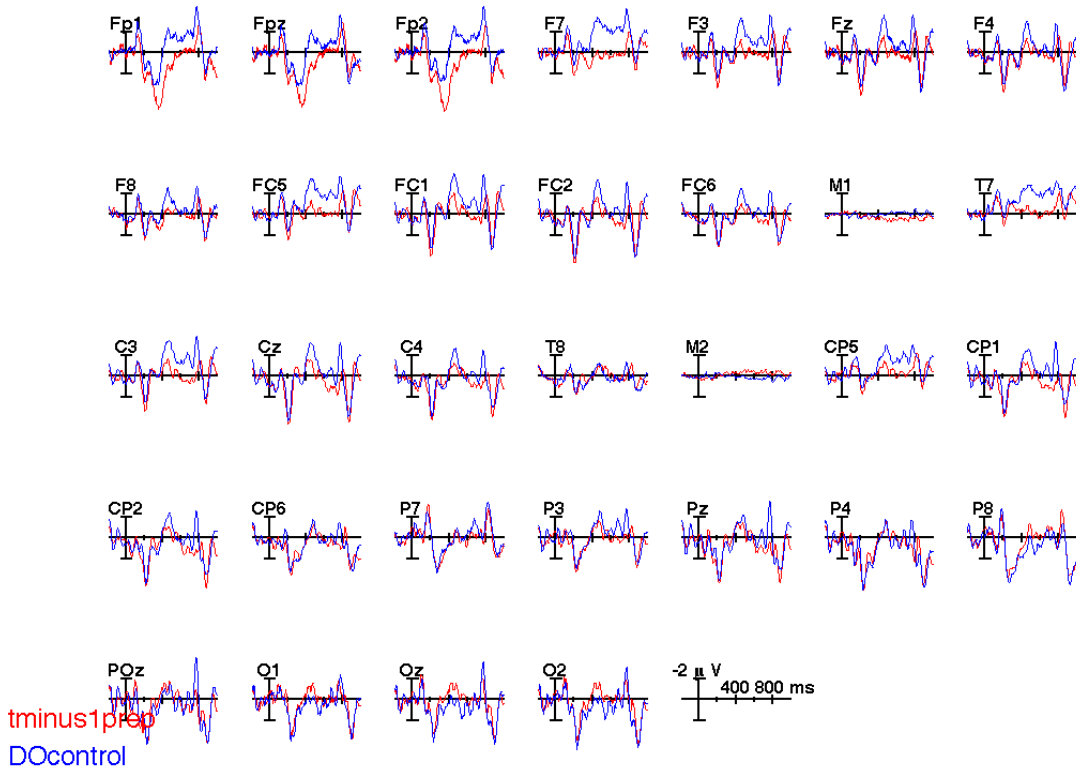 Fp1 Fpz Fp2 F7 F3 Fz F4
F8 FC5 FC1 FC2 FC6 M1 T7
C3 Cz C4 T8 M2 CP5 CP1
CP2 CP6 P7 P3 Pz P4 P8
POz O1 Oz O2 -2 µ V
400 800 ms
tminus1prep
DOcontrol